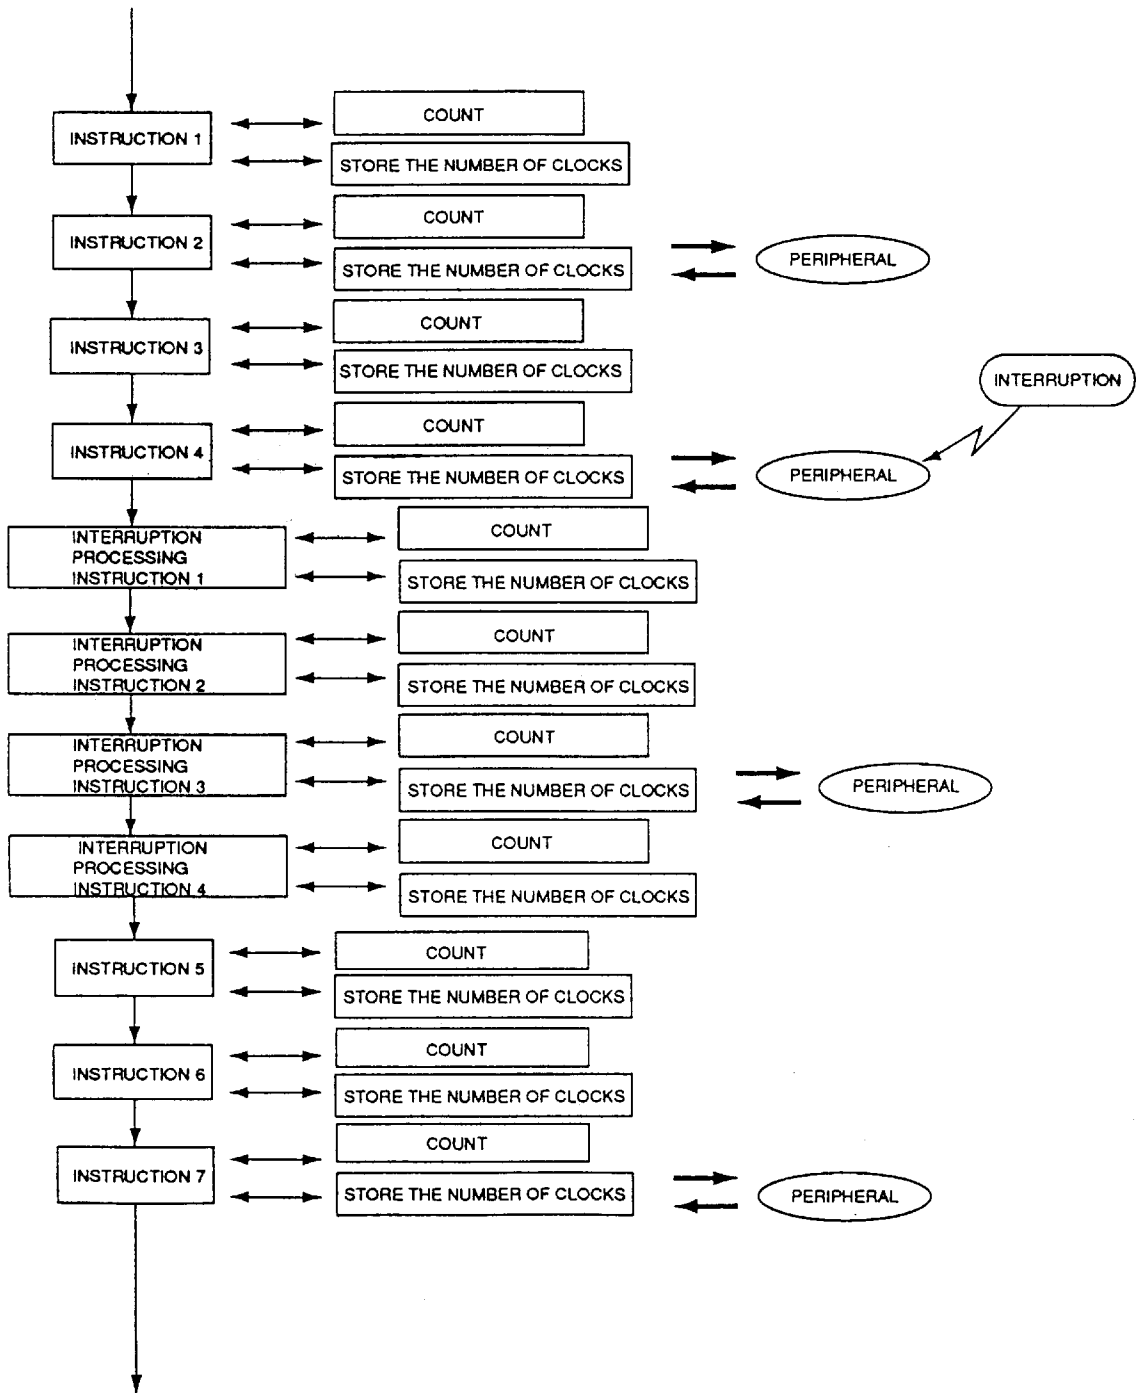 COUNT
INSTRUCTION 1
STORE THE NUMBER OF CLOCKS
COUNT
INSTRUCTION 2
STORE THE NUMBER OF CLOCKS
PERIPHERAL
COUNT
INSTRUCTION 3
STORE THE NUMBER OF CLOCKS
INTERRUPTION
COUNT
INSTRUCTION 4
STORE THE NUMBER OF CLOCKS
PERIPHERAL
INTERRUPTION
PROCESSING
INSTRUCTION 1
COUNT
STORE THE NUMBER OF CLOCKS
INTERRUPTION
PROCESSING
INSTRUCTION 2
COUNT
STORE THE NUMBER OF CLOCKS
INTERRUPTION
PROCESSING
INSTRUCTION 3
COUNT
STORE THE NUMBER OF CLOCKS
PERIPHERAL
INTERRUPTION
PROCESSING
INSTRUCTION 4
COUNT
STORE THE NUMBER OF CLOCKS
COUNT
INSTRUCTION 5
STORE THE NUMBER OF CLOCKS
COUNT
INSTRUCTION 6
STORE THE NUMBER OF CLOCKS
COUNT
INSTRUCTION 7
STORE THE NUMBER OF CLOCKS
PERIPHERAL